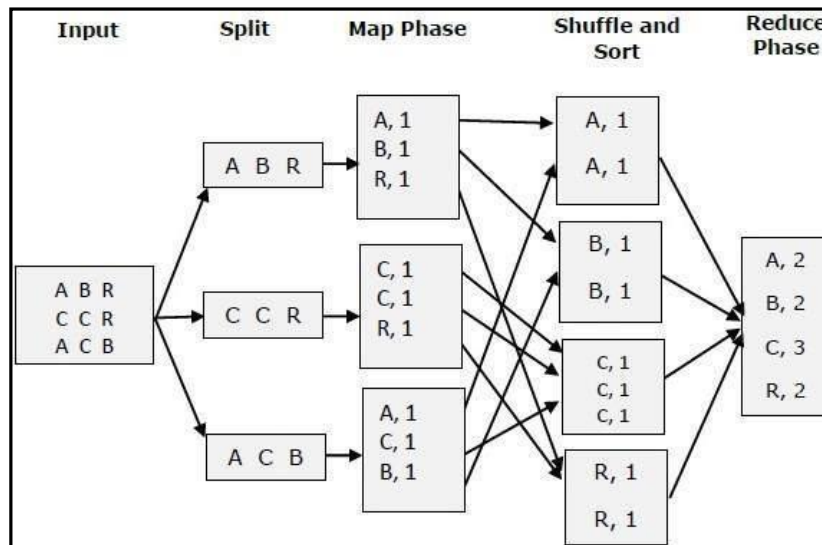 Input
Split
Map Phase
Shuffle and
Sort
Reduce
Phase
A B R
C C R
A C B
A B R
C C R
A C B
A, 1
B, 1
R, 1
C, 1
C, 1
R, 1
A, 1
C, 1
B, 1
A, 1
A, 1
B, 1
B, 1
C, 1
C, 1
C, 1
R, 1
R, 1
A, 2
B, 2
C, 3
R, 2